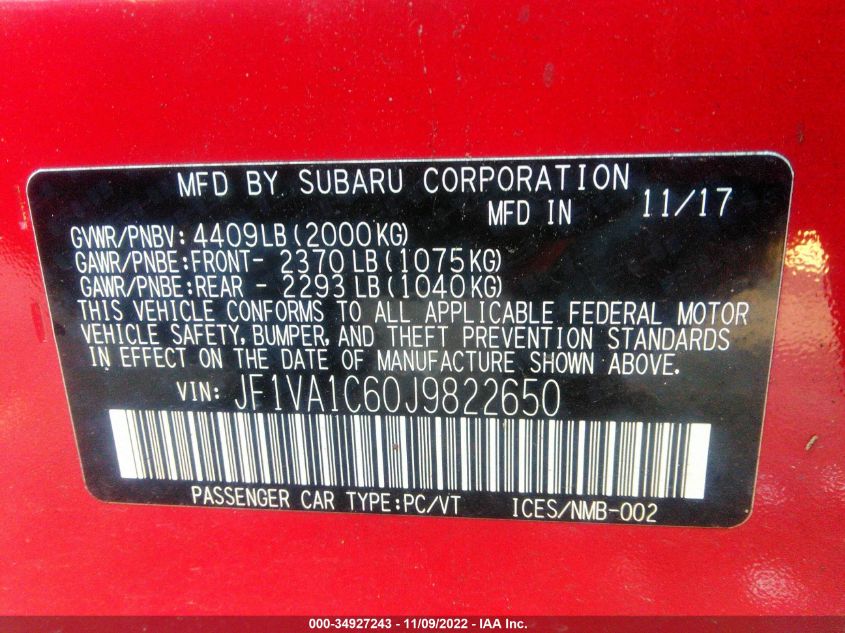 MFD BY SUBARU CORPORATION
MFD IN 11/17
GVWR/PNBV: 4409LB(2000KG)
GAWR/PNBE:FRONT- 2370LB(1075KG)
GAWR/PNBE:REAR - 2293LB(1040KG)
THIS VEHICLE CONFORMS TO ALL APPLICABLE FEDERAL MOTOR
VEHICLE SAFETY, BUMPER, AND THEFT PREVENTION STANDARDS
IN EFFECT ON THE DATE OF MANUFACTURE SHOWN ABOVE.
VIN: JF1VA1C60J9822650
PASSENGER CAR TYPE:PC/VT ICES/NMB-002
000-34927243 - 11/09/2022 - IAA Inc.